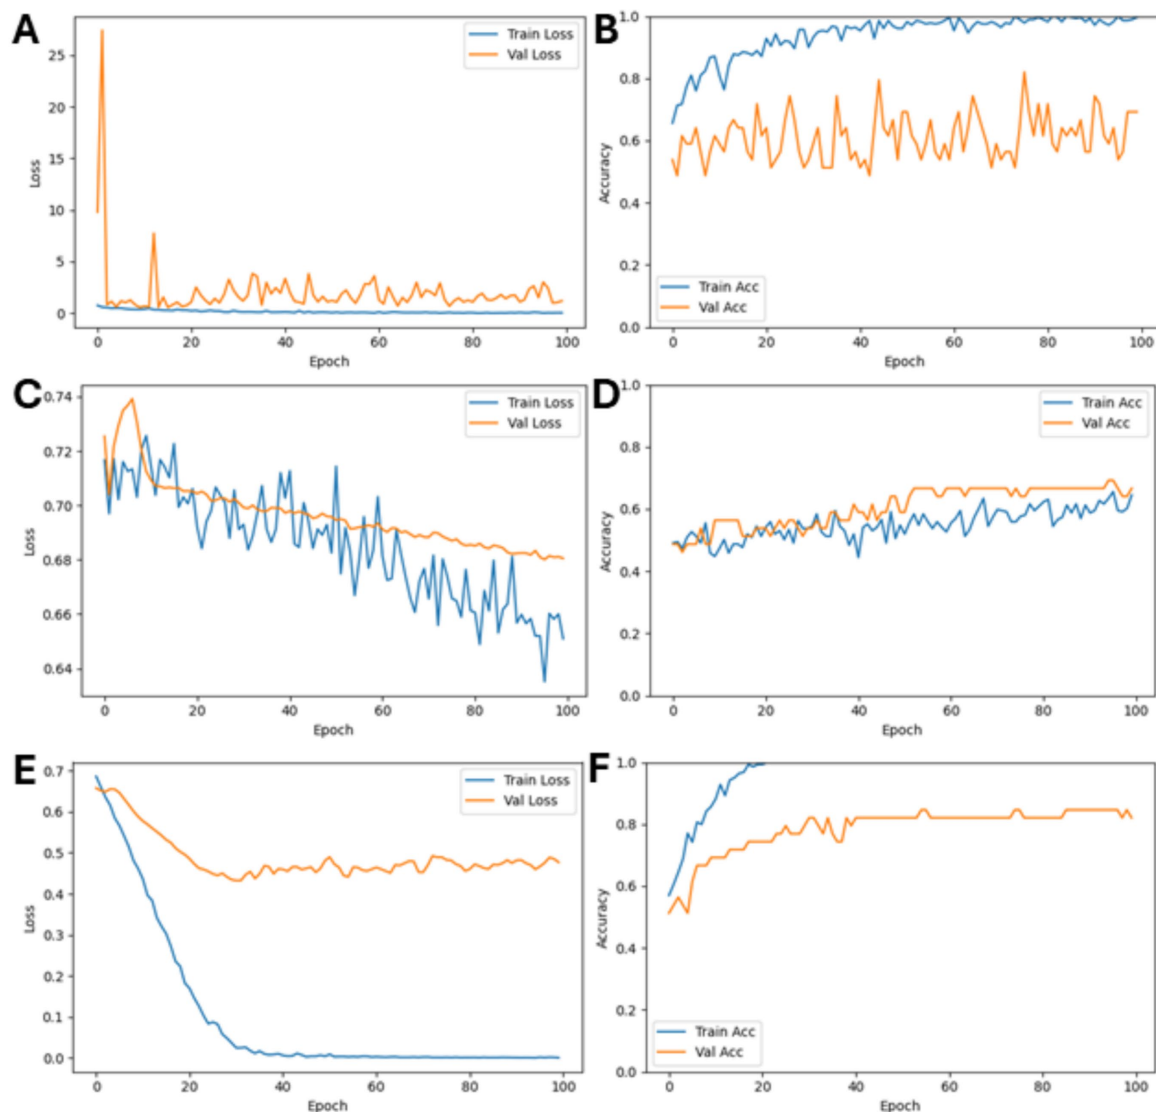 A
Train Loss
Val Loss
25
20
15
10
5
0
Loss
0 20 40 60 80 100
Epoch
B
1.0
0.8
0.6
0.4
0.2
0.0
Accuracy
Train Acc
Val Acc
0 20 40 60 80 100
Epoch
C
Train Loss
Val Loss
0.74
0.72
0.70
0.68
0.66
0.64
Loss
0 20 40 60 80 100
Epoch
D
1.0
0.8
0.6
0.4
0.2
0.0
Accuracy
Train Acc
Val Acc
0 20 40 60 80 100
Epoch
E
Train Loss
Val Loss
0.7
0.6
0.5
0.4
0.3
0.2
0.1
0.0
Loss
0 20 40 60 80 100
Epoch
F
1.0
0.8
0.6
0.4
0.2
0.0
Accuracy
Train Acc
Val Acc
0 20 40 60 80 100
Epoch